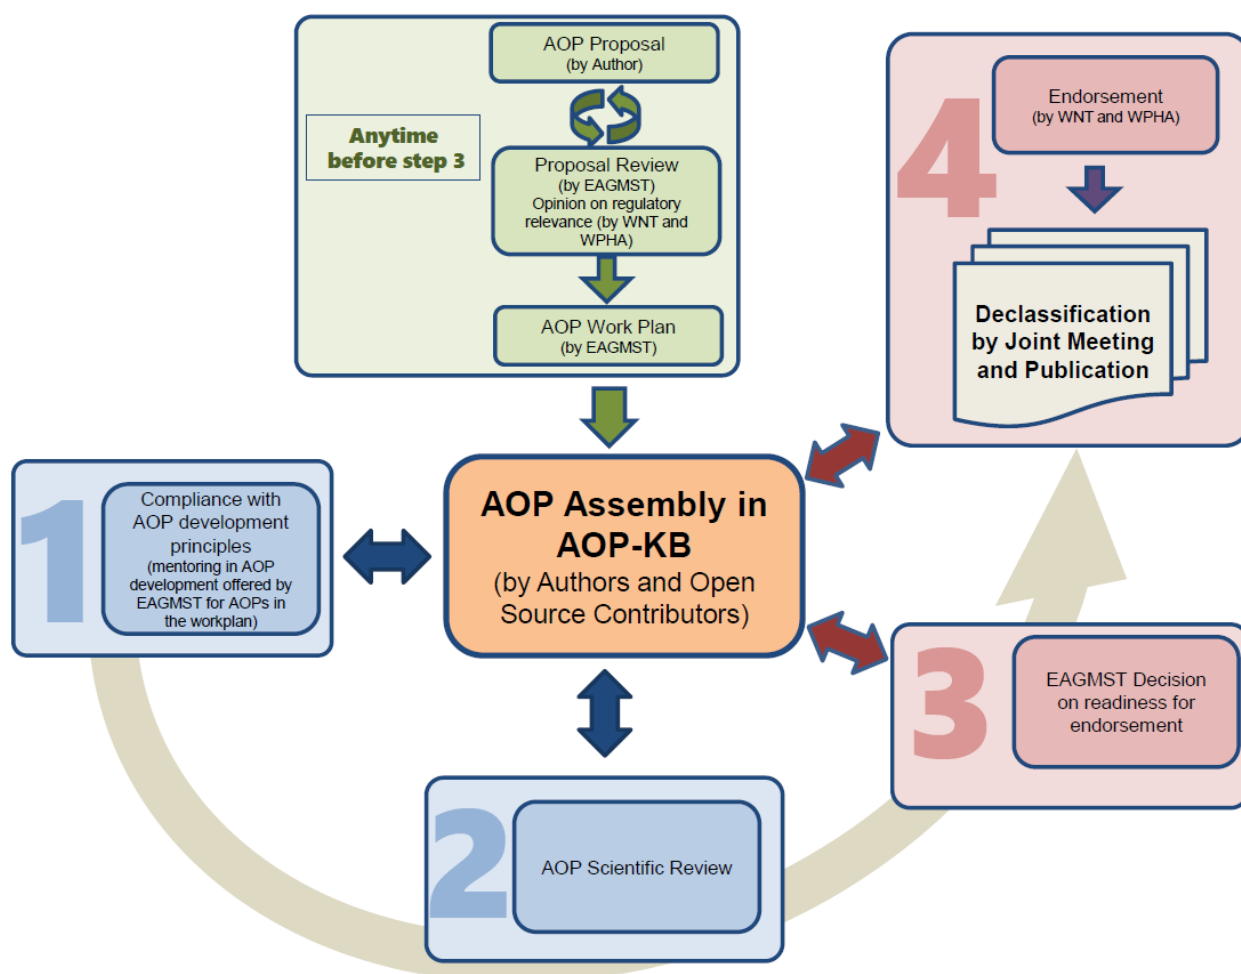 AOP Proposal
(by Author)
Anytime
before step 3
Proposal Review
(by EAGMST)
Opinion on regulatory
relevance (by WNT and
WPHA)
AOP Work Plan
(by EAGMST)
4
Endorsement
(by WNT and WPHA)
Declassification
by Joint Meeting
and Publication
1
Compliance with
AOP development
principles
(mentoring in AOP
development offered by
EAGMST for AOPs in
the workplan)
AOP Assembly in
AOP-KB
(by Authors and Open
Source Contributors)
3
EAGMST Decision
on readiness for
endorsement
2
AOP Scientific Review